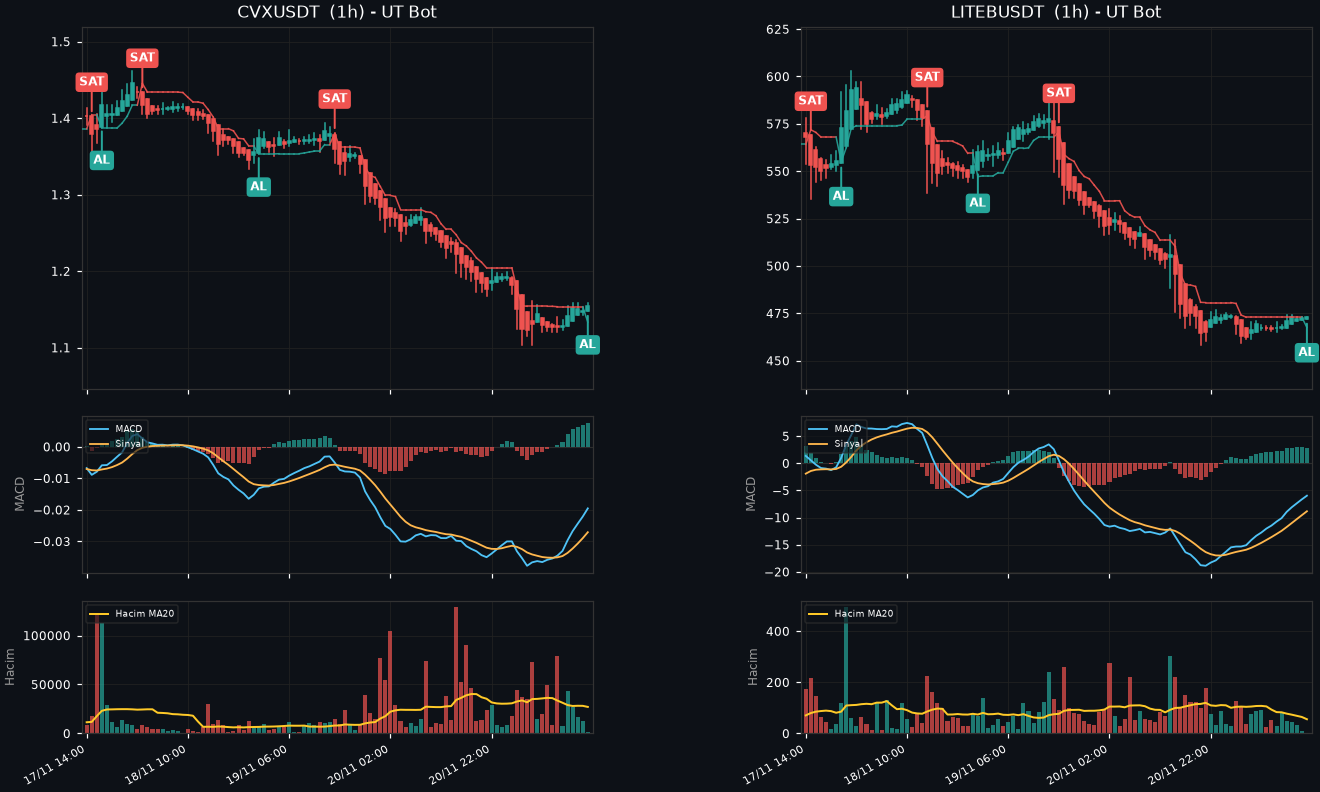 CVXUSDT (1h) - UT Bot
1.5
1.4
1.3
1.2
1.1
SAT
SAT
SAT
AL
AL
AL
MACD
0.00
−0.01
−0.02
−0.03
MACD
Sinyal
Hacim
100000
50000
0
Hacim MA20
17/11 14:00
18/11 10:00
19/11 06:00
20/11 02:00
20/11 22:00
LITEBUSDT (1h) - UT Bot
625
600
575
550
525
500
475
450
SAT
SAT
SAT
AL
AL
AL
MACD
5
0
−5
−10
−15
−20
MACD
Sinyal
Hacim
400
200
0
Hacim MA20
17/11 14:00
18/11 10:00
19/11 06:00
20/11 02:00
20/11 22:00